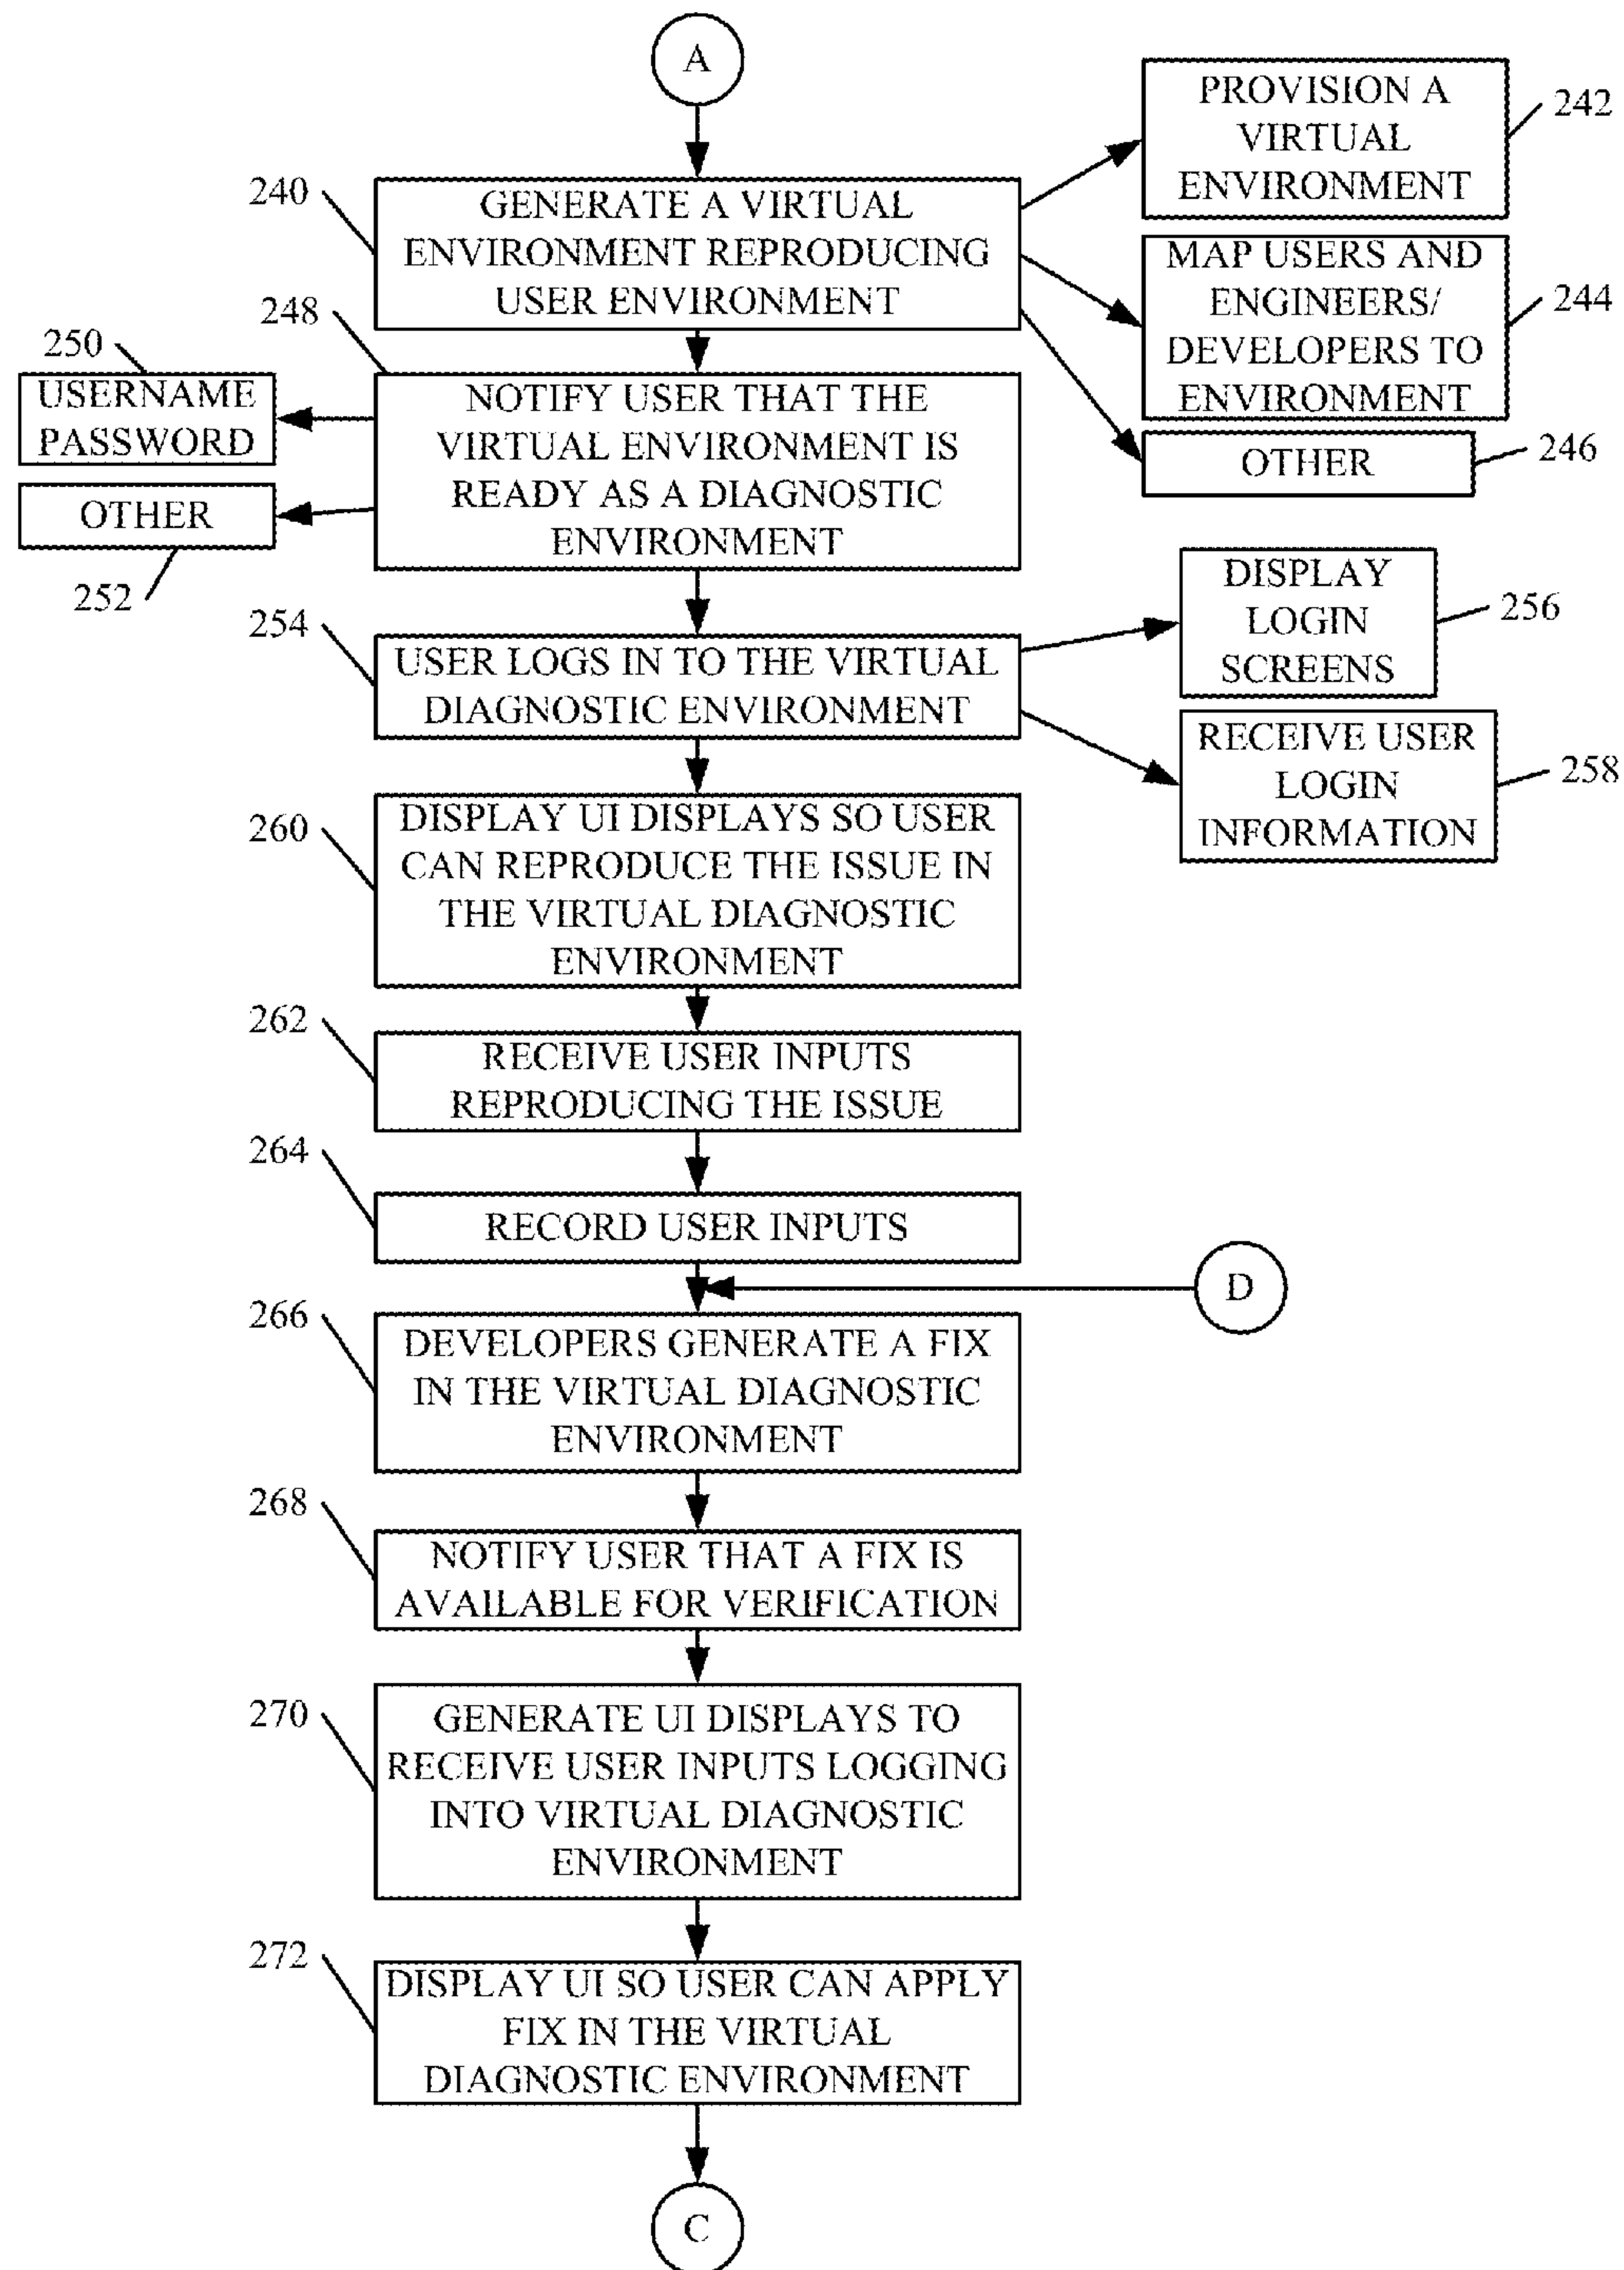 A
PROVISION A
VIRTUAL
ENVIRONMENT
242
240
GENERATE A VIRTUAL
ENVIRONMENT REPRODUCING
USER ENVIRONMENT
MAP USERS AND
ENGINEERS/
DEVELOPERS TO
ENVIRONMENT
244
OTHER
246
248
NOTIFY USER THAT THE
VIRTUAL ENVIRONMENT IS
READY AS A DIAGNOSTIC
ENVIRONMENT
250
USERNAME
PASSWORD
OTHER
252
254
USER LOGS IN TO THE VIRTUAL
DIAGNOSTIC ENVIRONMENT
DISPLAY
LOGIN
SCREENS
256
RECEIVE USER
LOGIN
INFORMATION
258
260
DISPLAY UI DISPLAYS SO USER
CAN REPRODUCE THE ISSUE IN
THE VIRTUAL DIAGNOSTIC
ENVIRONMENT
262
RECEIVE USER INPUTS
REPRODUCING THE ISSUE
264
RECORD USER INPUTS
D
266
DEVELOPERS GENERATE A FIX
IN THE VIRTUAL DIAGNOSTIC
ENVIRONMENT
268
NOTIFY USER THAT A FIX IS
AVAILABLE FOR VERIFICATION
270
GENERATE UI DISPLAYS TO
RECEIVE USER INPUTS LOGGING
INTO VIRTUAL DIAGNOSTIC
ENVIRONMENT
272
DISPLAY UI SO USER CAN APPLY
FIX IN THE VIRTUAL
DIAGNOSTIC ENVIRONMENT
C